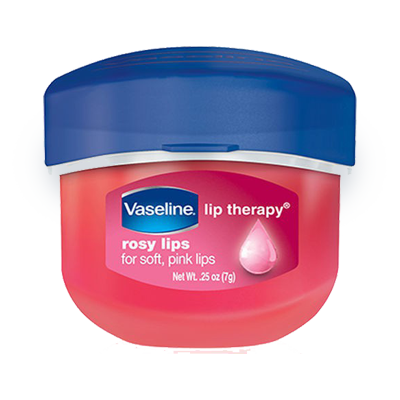 Vaseline. lip therapy®
rosy lips
for soft, pink lips
Net Wt. .25 oz (7g)